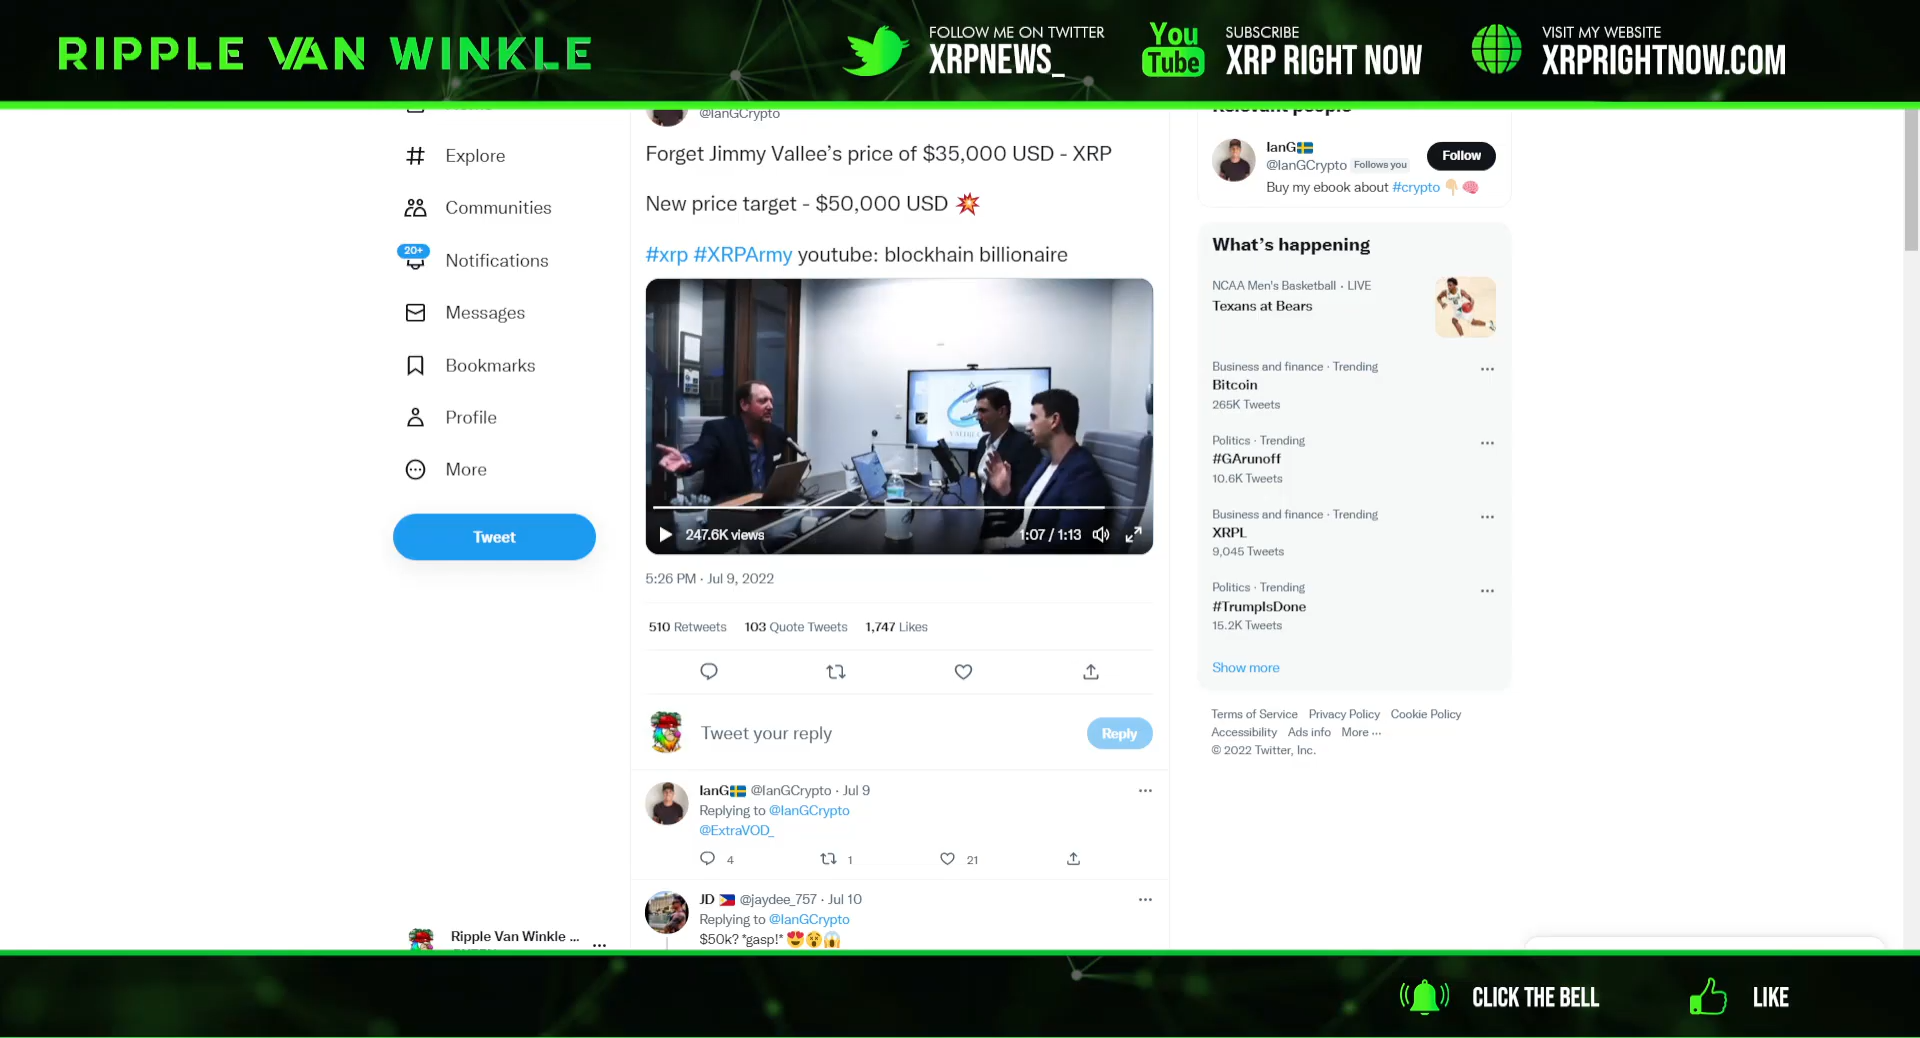 RIPPLE VAN WINKLE
FOLLOW ME ON TWITTER
XRPNEWS_
You
Tube
SUBSCRIBE
XRP RIGHT NOW
VISIT MY WEBSITE
XRPRIGHTNOW.COM
Explore
Communities
20+
Notifications
Messages
Bookmarks
Profile
More
Tweet
Ripple Van Winkle ...
@IanGCrypto
Forget Jimmy Vallee’s price of $35,000 USD - XRP
New price target - $50,000 USD 💥
#xrp #XRPArmy youtube: blockhain billionaire
247.6K views
1:07 / 1:13
5:26 PM · Jul 9, 2022
510 Retweets 103 Quote Tweets 1,747 Likes
Tweet your reply
Reply
IanG🇸🇪 @IanGCrypto · Jul 9
Replying to @IanGCrypto
@ExtraVOD_
4 1 21
JD 🇵🇭 @jaydee_757 · Jul 10
Replying to @IanGCrypto
$50k? *gasp!* 😍😵😱
Relevant people
IanG🇸🇪
@IanGCrypto Follows you
Follow
Buy my ebook about #crypto 👇🏼🧠
What’s happening
NCAA Men's Basketball · LIVE
Texans at Bears
Business and finance · Trending
Bitcoin
265K Tweets
Politics · Trending
#GArunoff
10.6K Tweets
Business and finance · Trending
XRPL
9,045 Tweets
Politics · Trending
#TrumpIsDone
15.2K Tweets
Show more
Terms of Service Privacy Policy Cookie Policy
Accessibility Ads info More ···
© 2022 Twitter, Inc.
CLICK THE BELL
LIKE